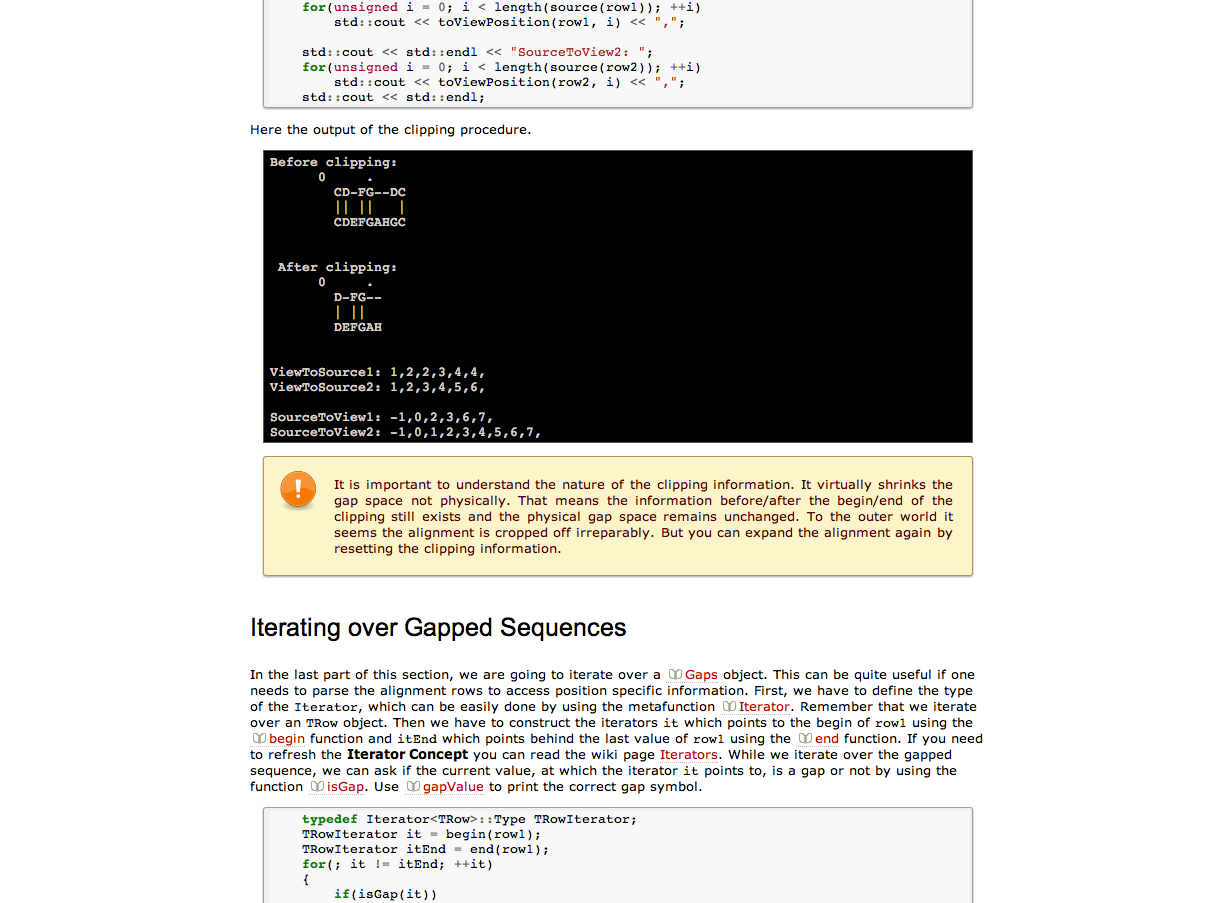 for(unsigned i = 0; i < length(source(row1)); ++i)
    std::cout << toViewPosition(row1, i) << ",";
std::cout << std::endl << "SourceToView2: ";
for(unsigned i = 0; i < length(source(row2)); ++i)
    std::cout << toViewPosition(row2, i) << ",";
std::cout << std::endl;
Here the output of the clipping procedure.
Before clipping:
      0     .
        CD-FG--DC
        || ||   |
        CDEFGAHGC
 After clipping:
      0     .
        D-FG--
        | ||
        DEFGAH
ViewToSource1: 1,2,2,3,4,4,
ViewToSource2: 1,2,3,4,5,6,
SourceToView1: -1,0,2,3,6,7,
SourceToView2: -1,0,1,2,3,4,5,6,7,
!
It is important to understand the nature of the clipping information. It virtually shrinks the
gap space not physically. That means the information before/after the begin/end of the
clipping still exists and the physical gap space remains unchanged. To the outer world it
seems the alignment is cropped off irreparably. But you can expand the alignment again by
resetting the clipping information.
Iterating over Gapped Sequences
In the last part of this section, we are going to iterate over a Gaps object. This can be quite useful if one
needs to parse the alignment rows to access position specific information. First, we have to define the type
of the Iterator, which can be easily done by using the metafunction Iterator. Remember that we iterate
over an TRow object. Then we have to construct the iterators it which points to the begin of row1 using the
begin function and itEnd which points behind the last value of row1 using the end function. If you need
to refresh the Iterator Concept you can read the wiki page Iterators. While we iterate over the gapped
sequence, we can ask if the current value, at which the iterator it points to, is a gap or not by using the
function isGap. Use gapValue to print the correct gap symbol.
typedef Iterator<TRow>::Type TRowIterator;
TRowIterator it = begin(row1);
TRowIterator itEnd = end(row1);
for(; it != itEnd; ++it)
{
    if(isGap(it))